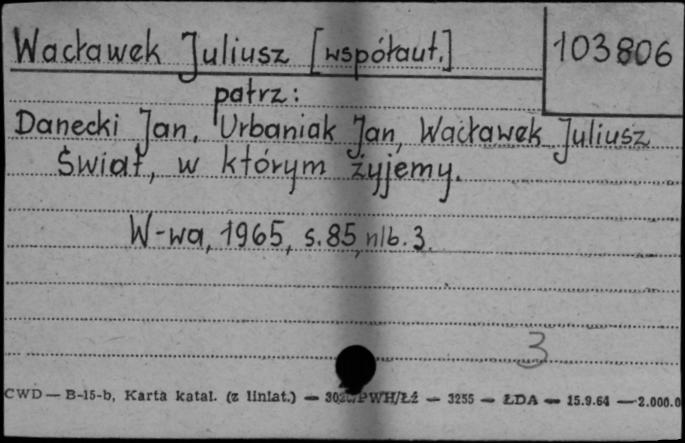 Wacławek Juliusz [współaut.]
103806
patrz:
Danecki Jan, Urbaniak Jan, Wacławek Juliusz
Świat, w którym żyjemy.
W-wa, 1965, s. 85, nlb. 3.
3
CWD — B-15-b, Karta katal. (z liniat.) — PWH/Łź — 3255 — ŁDA — 15.9.64 — 2.000.0